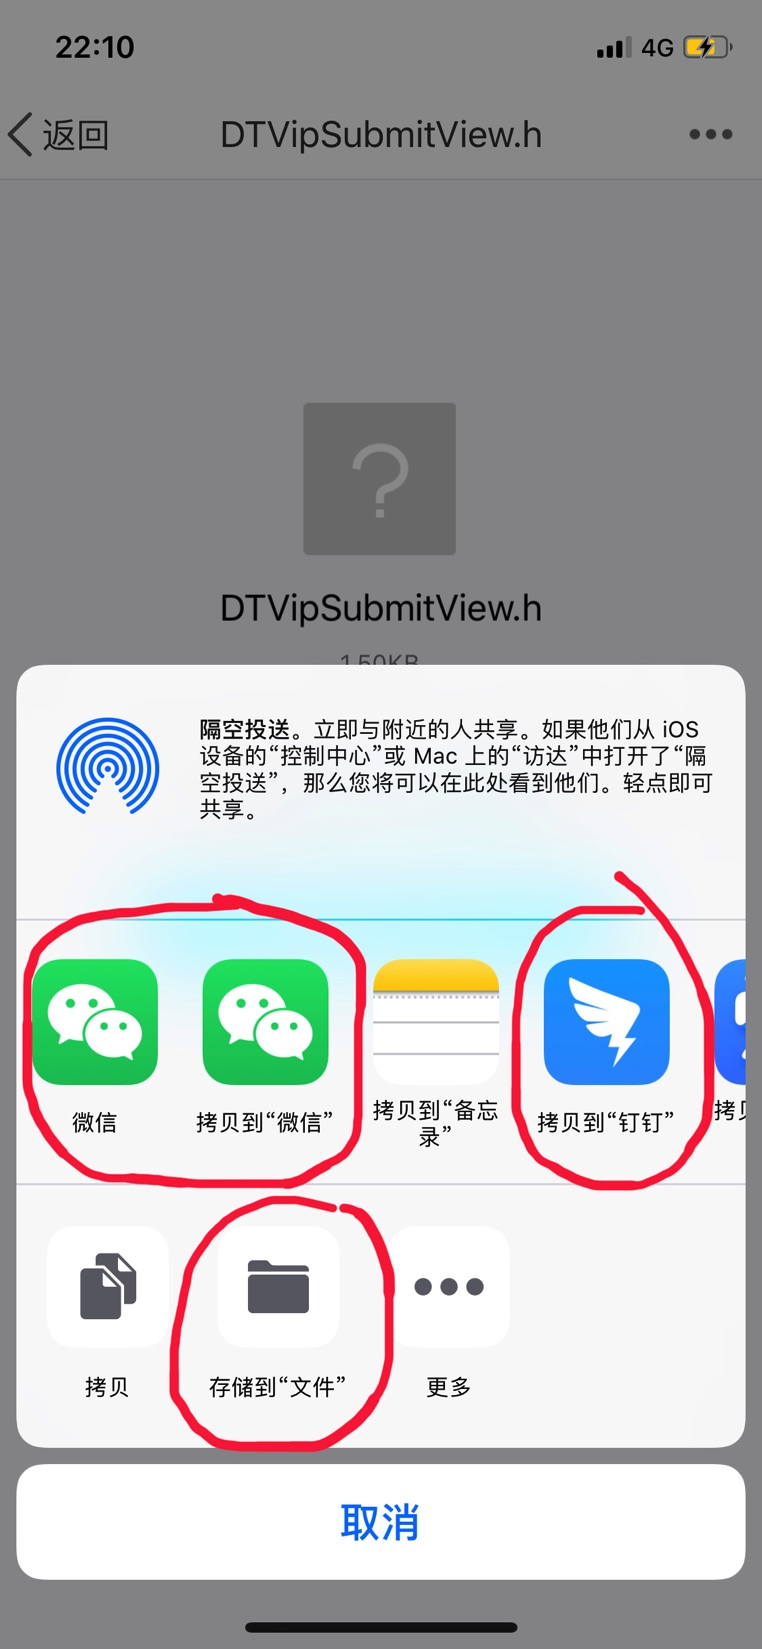 22:10
4G
返回
DTVipSubmitView.h
DTVipSubmitView.h
1.50KB
隔空投送。立即与附近的人共享。如果他们从 iOS
设备的“控制中心”或 Mac 上的“访达”中打开了“隔
空投送”，那么您将可以在此处看到他们。轻点即可
共享。
微信
拷贝到“微信”
拷贝到“备忘
录”
拷贝到“钉钉”
拷贝
存储到“文件”
更多
取消